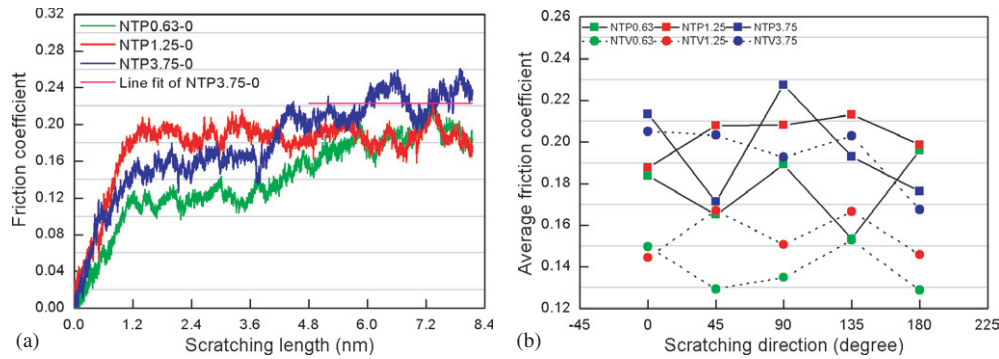 NTP0.63-0
NTP1.25-0
NTP3.75-0
Line fit of NTP3.75-0
Friction coefficient
0.32
0.28
0.24
0.20
0.16
0.12
0.08
0.04
0.00
0.0 1.2 2.4 3.6 4.8 6.0 7.2 8.4
Scratching length (nm)
(a)
NTP0.63 NTP1.25 NTP3.75
NTV0.63 NTV1.25 NTV3.75
Average friction coefficient
0.26
0.24
0.22
0.20
0.18
0.16
0.14
0.12
-45 0 45 90 135 180 225
Scratching direction (degree)
(b)